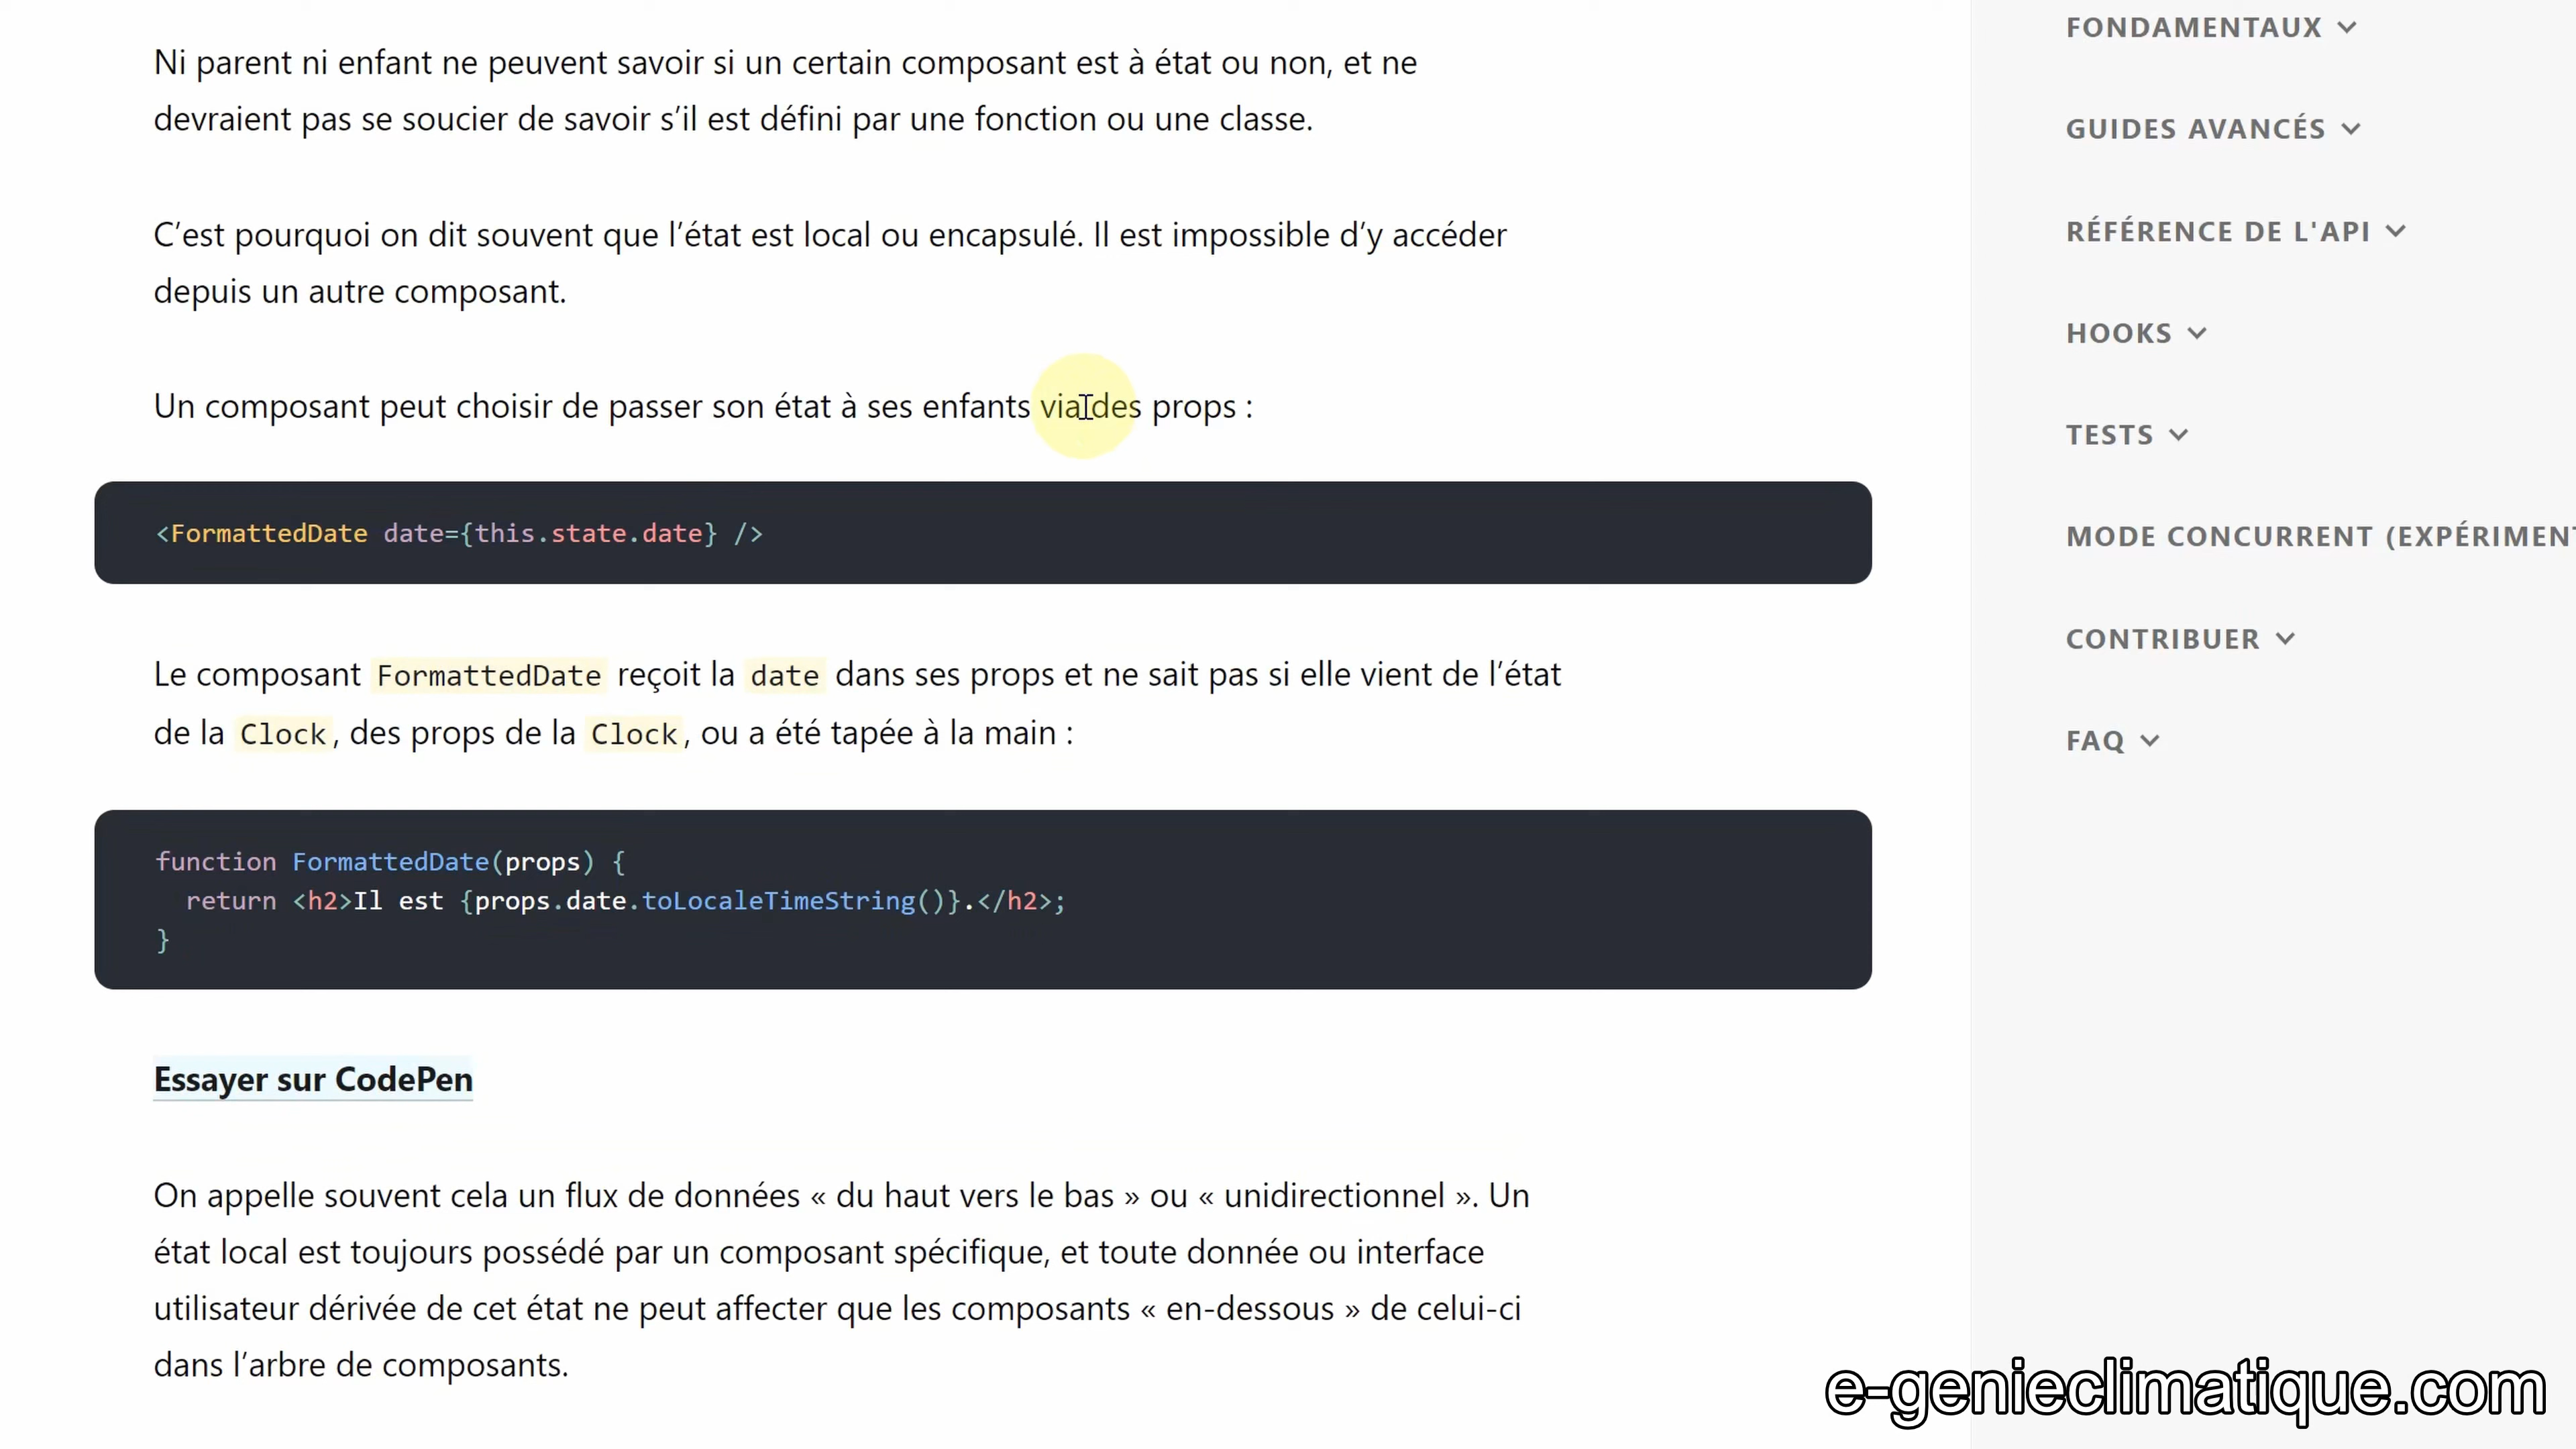 Ni parent ni enfant ne peuvent savoir si un certain composant est à état ou non, et ne
devraient pas se soucier de savoir s’il est défini par une fonction ou une classe.
C’est pourquoi on dit souvent que l’état est local ou encapsulé. Il est impossible d’y accéder
depuis un autre composant.
Un composant peut choisir de passer son état à ses enfants via des props :
<FormattedDate date={this.state.date} />
Le composant FormattedDate reçoit la date dans ses props et ne sait pas si elle vient de l’état
de la Clock, des props de la Clock, ou a été tapée à la main :
function FormattedDate(props) {
  return <h2>Il est {props.date.toLocaleTimeString()}.</h2>;
}
Essayer sur CodePen
On appelle souvent cela un flux de données « du haut vers le bas » ou « unidirectionnel ». Un
état local est toujours possédé par un composant spécifique, et toute donnée ou interface
utilisateur dérivée de cet état ne peut affecter que les composants « en-dessous » de celui-ci
dans l’arbre de composants.
FONDAMENTAUX
GUIDES AVANCÉS
RÉFÉRENCE DE L'API
HOOKS
TESTS
MODE CONCURRENT (EXPÉRIMENT
CONTRIBUER
FAQ
e-genieclimatique.com